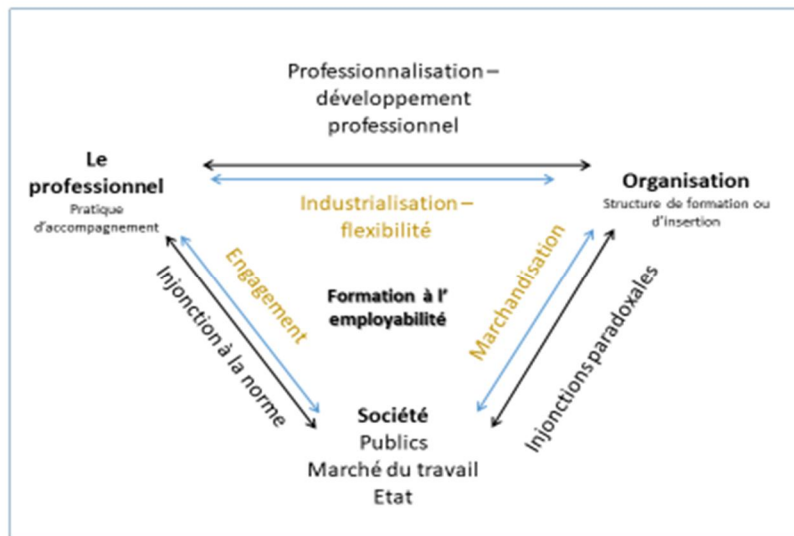 Professionnalisation –
développement
professionnel
Le
professionnel
Pratique
d'accompagnement
Organisation
Structure de formation ou
d'insertion
Industrialisation –
flexibilité
Engagement
Injonction à la norme
Formation à l'
employabilité
Marchandisation
Injonctions paradoxales
Société
Publics
Marché du travail
Etat